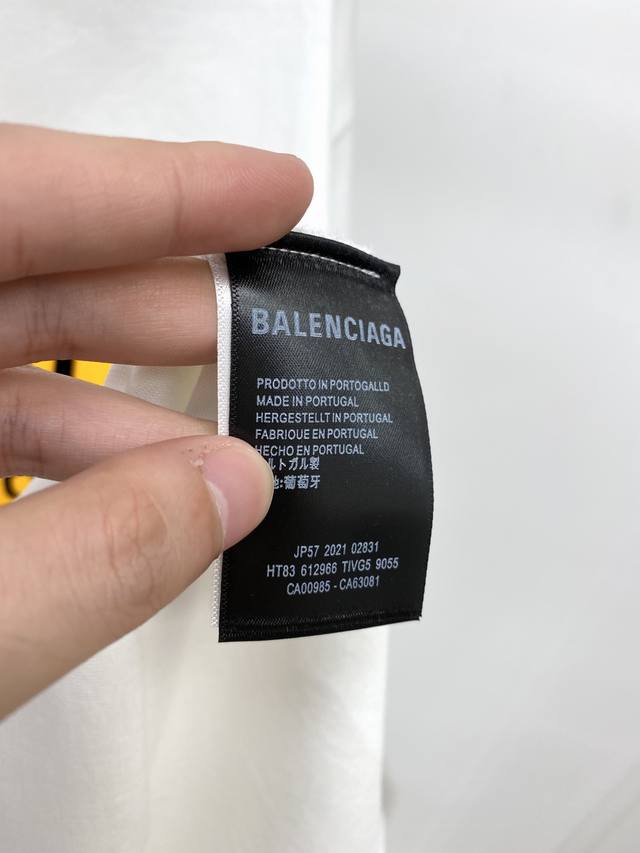 BALENCIAGA
PRODOTTO IN PORTOGALLD
MADE IN PORTUGAL
HERGESTELLT IN PORTUGAL
FABRIQUE EN PORTUGAL
HECHO EN PORTUGAL
ルトガル製
地:葡萄牙
JP57 2021 02831
HT83 612966 TIVG5 9055
CA00985 - CA63081